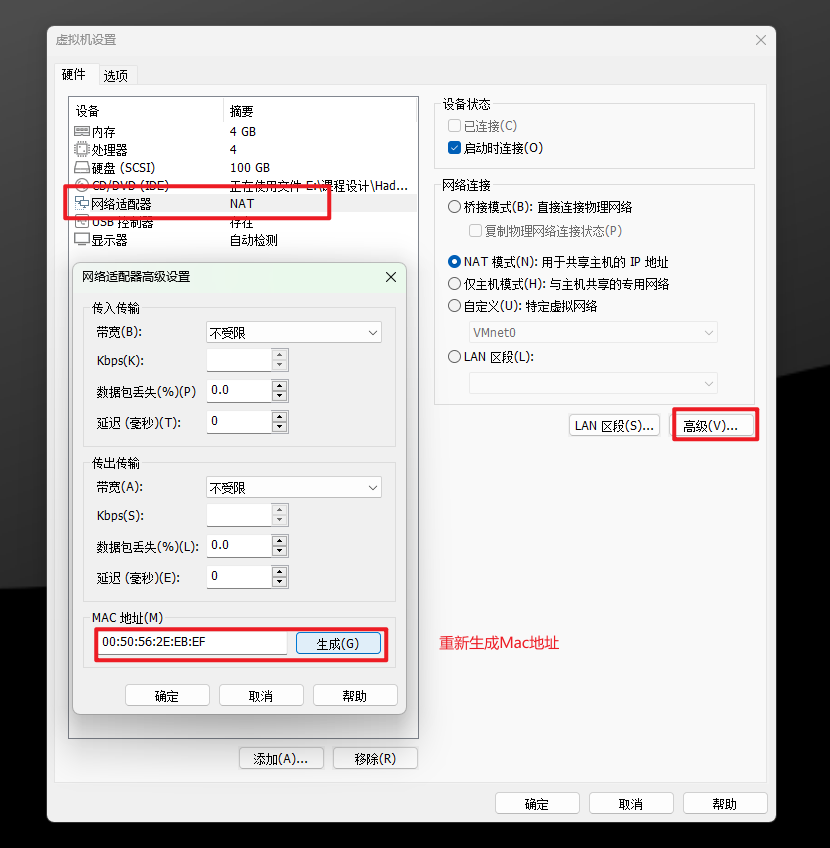 虚拟机设置
硬件 选项
设备 摘要
内存 4 GB
处理器 4
硬盘 (SCSI) 100 GB
CD/DVD (IDE) 正在使用文件 E:\课程设计\Had...
网络适配器 NAT
USB 控制器 存在
显示器 自动检测
网络适配器高级设置
传入传输
带宽(B): 不受限
Kbps(K):
数据包丢失(%)(P) 0.0
延迟 (毫秒)(T): 0
传出传输
带宽(A): 不受限
Kbps(S):
数据包丢失(%)(L): 0.0
延迟 (毫秒)(E): 0
MAC 地址(M)
00:50:56:2E:EB:EF 生成(G)
确定 取消 帮助
添加(A)... 移除(R)
设备状态
已连接(C)
启动时连接(O)
网络连接
桥接模式(B): 直接连接物理网络
复制物理网络连接状态(P)
NAT 模式(N): 用于共享主机的 IP 地址
仅主机模式(H): 与主机共享的专用网络
自定义(U): 特定虚拟网络
VMnet0
LAN 区段(L):
LAN 区段(S)... 高级(V)...
重新生成Mac地址
确定 取消 帮助